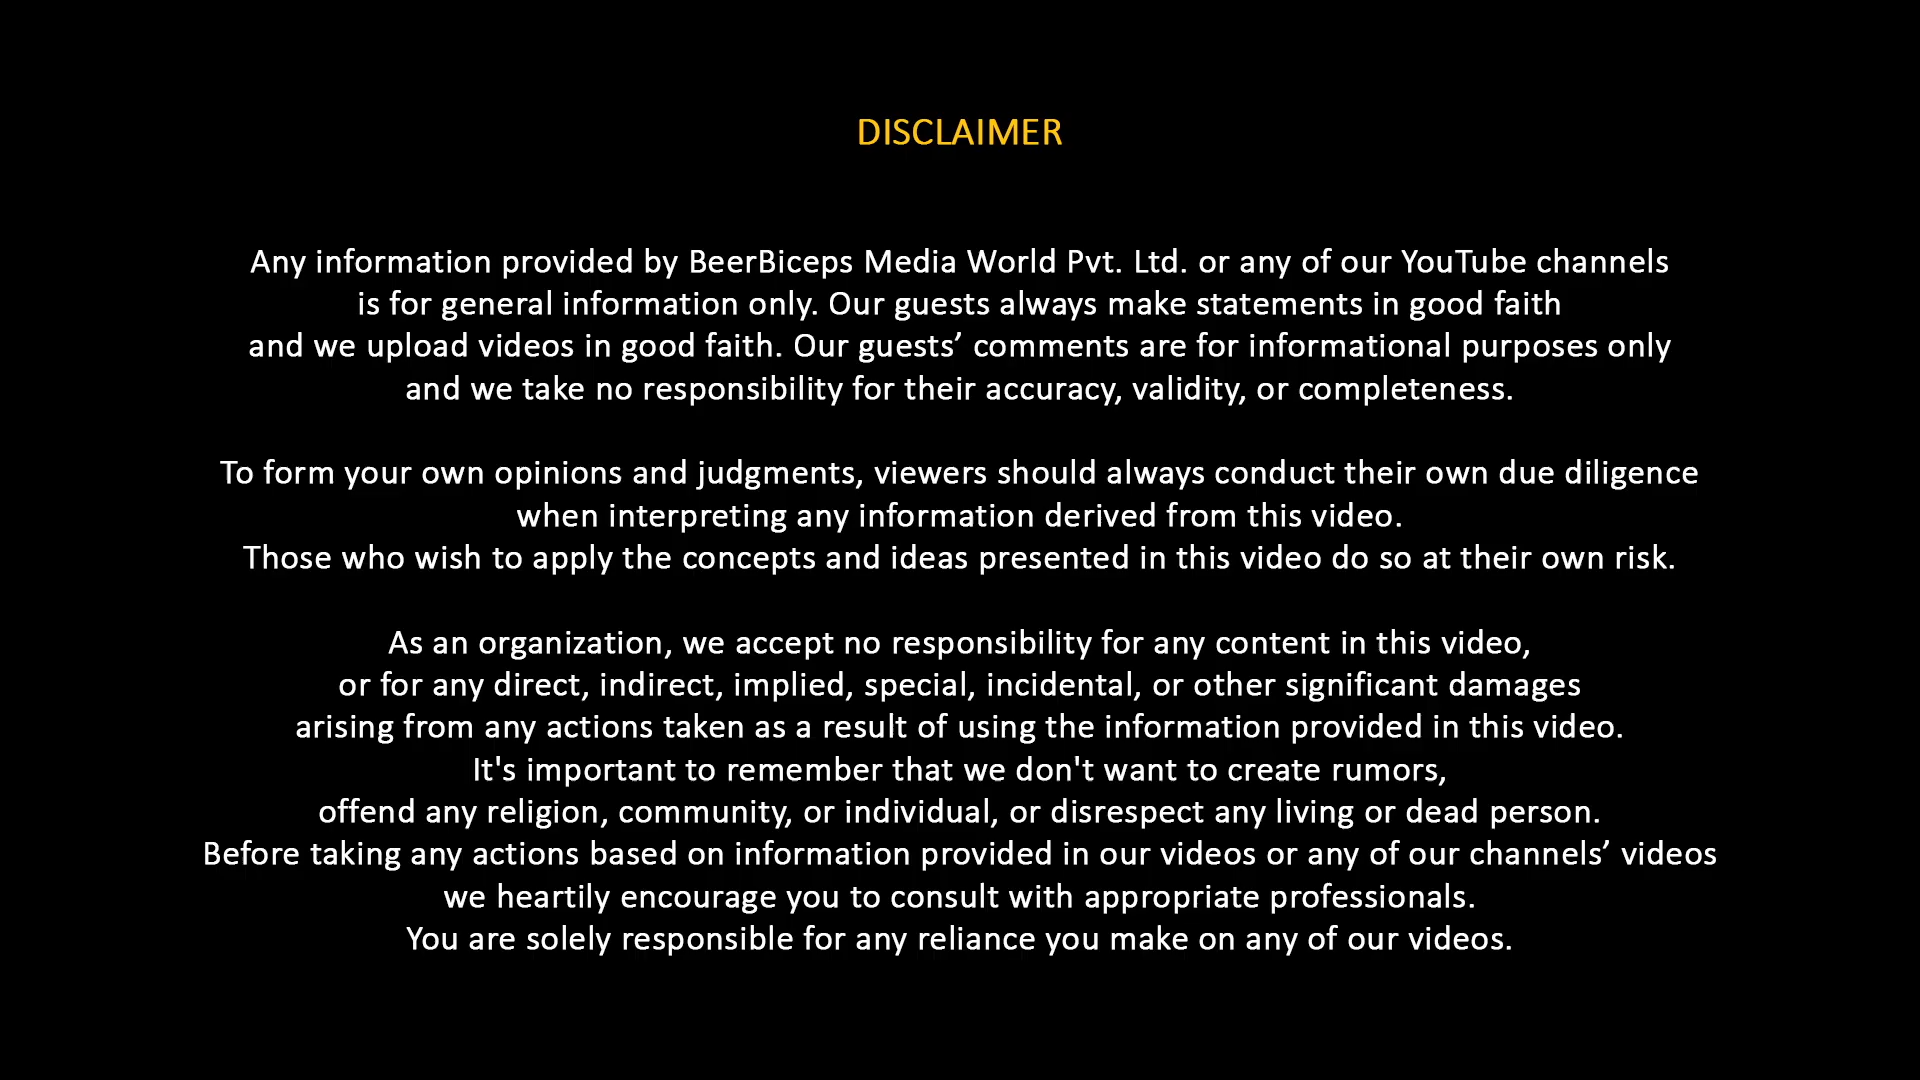 DISCLAIMER
Any information provided by BeerBiceps Media World Pvt. Ltd. or any of our YouTube channels
is for general information only. Our guests always make statements in good faith
and we upload videos in good faith. Our guests’ comments are for informational purposes only
and we take no responsibility for their accuracy, validity, or completeness.
To form your own opinions and judgments, viewers should always conduct their own due diligence
when interpreting any information derived from this video.
Those who wish to apply the concepts and ideas presented in this video do so at their own risk.
As an organization, we accept no responsibility for any content in this video,
or for any direct, indirect, implied, special, incidental, or other significant damages
arising from any actions taken as a result of using the information provided in this video.
It's important to remember that we don't want to create rumors,
offend any religion, community, or individual, or disrespect any living or dead person.
Before taking any actions based on information provided in our videos or any of our channels’ videos
we heartily encourage you to consult with appropriate professionals.
You are solely responsible for any reliance you make on any of our videos.